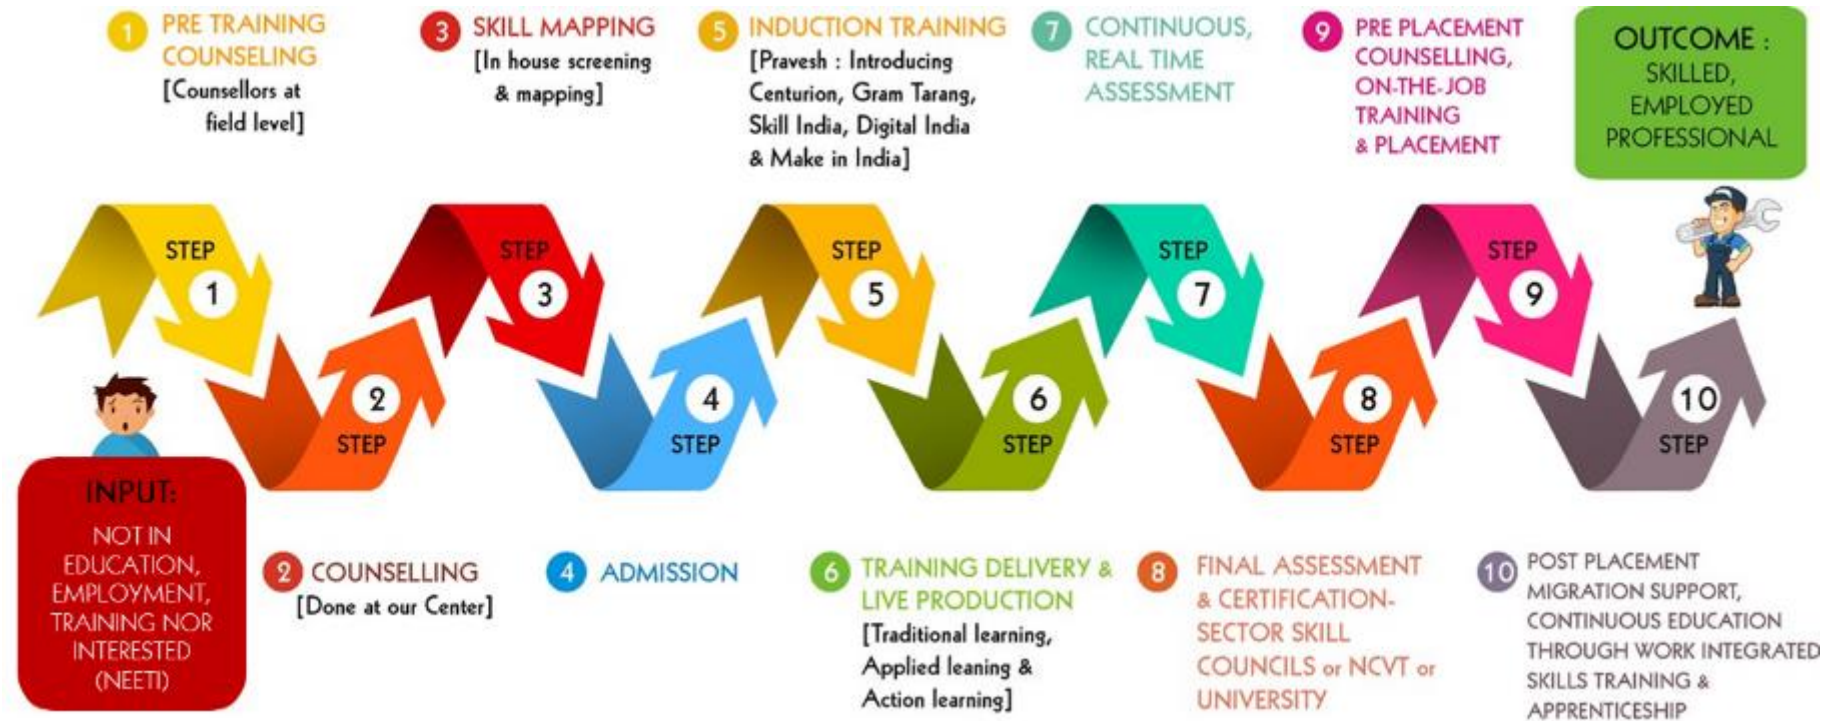 1 PRE TRAINING
COUNSELING
[Counsellors at
field level]
3 SKILL MAPPING
[In house screening
& mapping]
5 INDUCTION TRAINING
[Pravesh : Introducing
Centurion, Gram Tarang,
Skill India, Digital India
& Make in India]
7 CONTINUOUS,
REAL TIME
ASSESSMENT
9 PRE PLACEMENT
COUNSELLING,
ON-THE-JOB
TRAINING
& PLACEMENT
OUTCOME :
SKILLED,
EMPLOYED
PROFESSIONAL
STEP
1
2
STEP
STEP
3
4
STEP
STEP
5
6
STEP
STEP
7
8
STEP
STEP
9
10
STEP
INPUT:
NOT IN
EDUCATION,
EMPLOYMENT,
TRAINING NOR
INTERESTED
(NEETI)
2 COUNSELLING
[Done at our Center]
4 ADMISSION
6 TRAINING DELIVERY &
LIVE PRODUCTION
[Traditional learning,
Applied leaning &
Action learning]
8 FINAL ASSESSMENT
& CERTIFICATION-
SECTOR SKILL
COUNCILS or NCVT or
UNIVERSITY
10 POST PLACEMENT
MIGRATION SUPPORT,
CONTINUOUS EDUCATION
THROUGH WORK INTEGRATED
SKILLS TRAINING &
APPRENTICESHIP